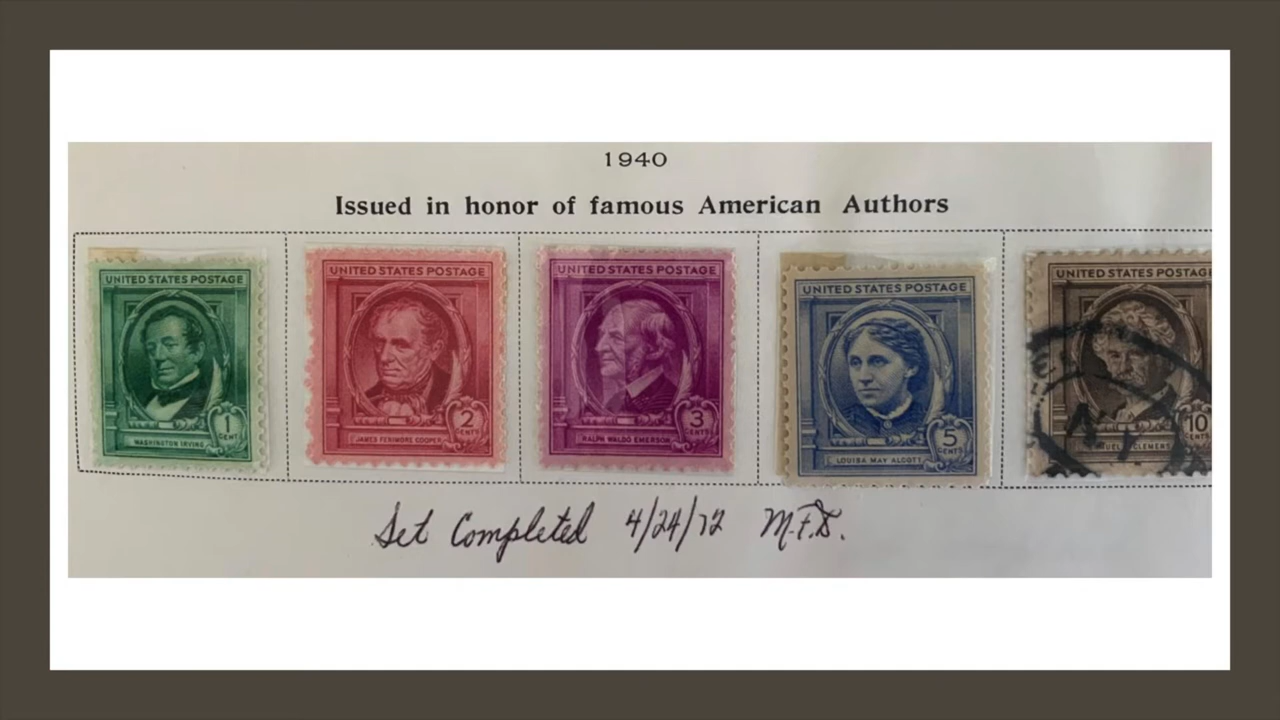 1940
Issued in honor of famous American Authors
UNITED STATES POSTAGE
WASHINGTON IRVING
1 CENT
UNITED STATES POSTAGE
JAMES FENIMORE COOPER
2 CENTS
UNITED STATES POSTAGE
RALPH WALDO EMERSON
3 CENTS
UNITED STATES POSTAGE
LOUISA MAY ALCOTT
5 CENTS
UNITED STATES POSTAGE
CLEMENS
10 CENTS
Set Completed 4/24/72 M.F.D.